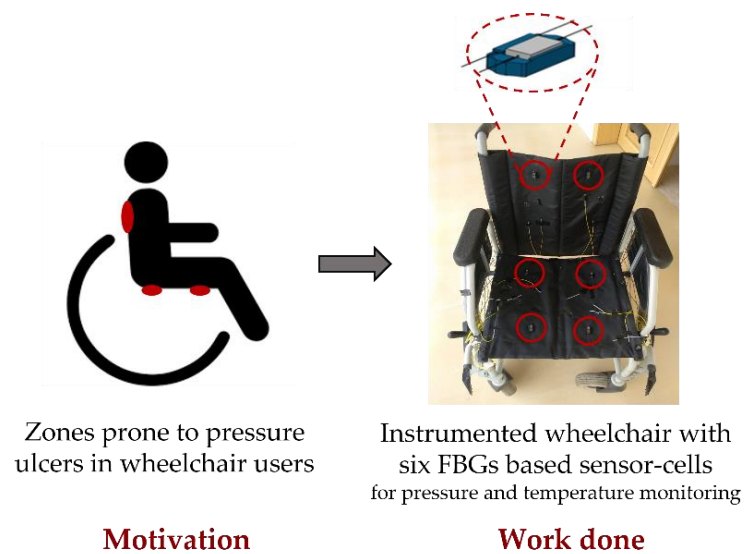 Zones prone to pressure
ulcers in wheelchair users
Motivation
Instrumented wheelchair with
six FBGs based sensor-cells
for pressure and temperature monitoring
Work done